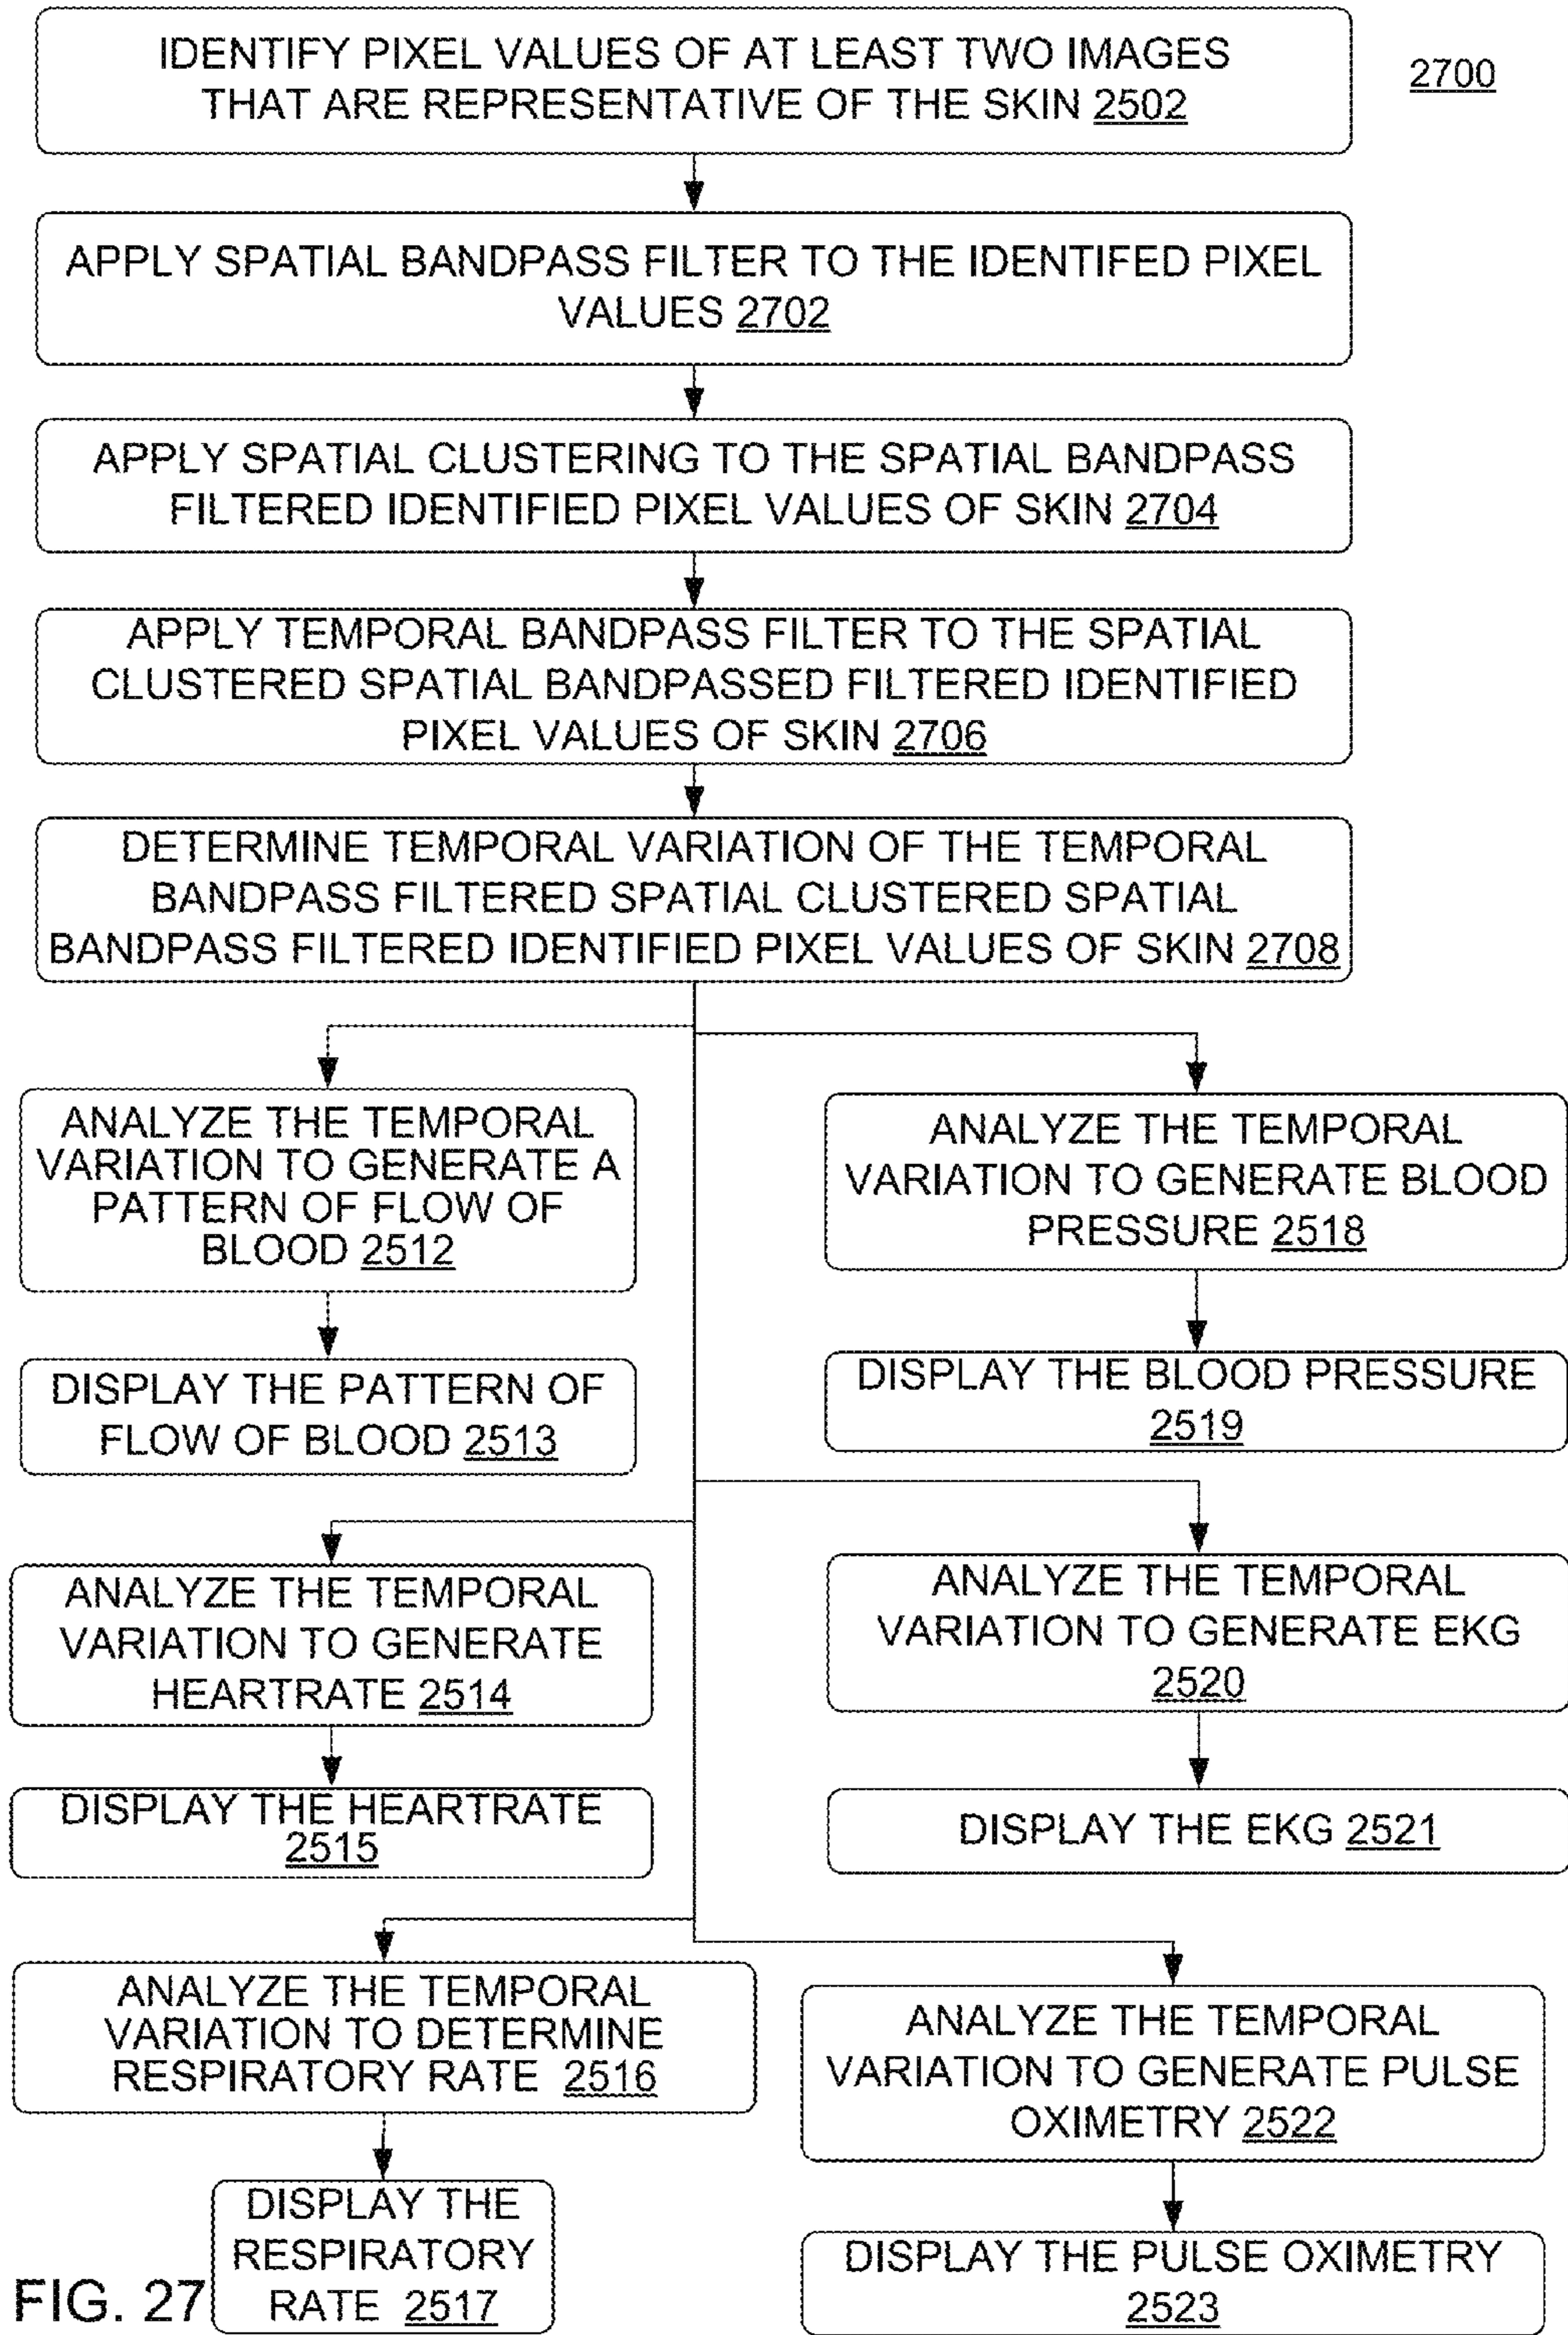 IDENTIFY PIXEL VALUES OF AT LEAST TWO IMAGES
THAT ARE REPRESENTATIVE OF THE SKIN 2502
2700
APPLY SPATIAL BANDPASS FILTER TO THE IDENTIFED PIXEL
VALUES 2702
APPLY SPATIAL CLUSTERING TO THE SPATIAL BANDPASS
FILTERED IDENTIFIED PIXEL VALUES OF SKIN 2704
APPLY TEMPORAL BANDPASS FILTER TO THE SPATIAL
CLUSTERED SPATIAL BANDPASSED FILTERED IDENTIFIED
PIXEL VALUES OF SKIN 2706
DETERMINE TEMPORAL VARIATION OF THE TEMPORAL
BANDPASS FILTERED SPATIAL CLUSTERED SPATIAL
BANDPASS FILTERED IDENTIFIED PIXEL VALUES OF SKIN 2708
ANALYZE THE TEMPORAL
VARIATION TO GENERATE A
PATTERN OF FLOW OF
BLOOD 2512
ANALYZE THE TEMPORAL
VARIATION TO GENERATE BLOOD
PRESSURE 2518
DISPLAY THE PATTERN OF
FLOW OF BLOOD 2513
DISPLAY THE BLOOD PRESSURE
2519
ANALYZE THE TEMPORAL
VARIATION TO GENERATE
HEARTRATE 2514
ANALYZE THE TEMPORAL
VARIATION TO GENERATE EKG
2520
DISPLAY THE HEARTRATE
2515
DISPLAY THE EKG 2521
ANALYZE THE TEMPORAL
VARIATION TO DETERMINE
RESPIRATORY RATE 2516
ANALYZE THE TEMPORAL
VARIATION TO GENERATE PULSE
OXIMETRY 2522
DISPLAY THE
RESPIRATORY
RATE 2517
DISPLAY THE PULSE OXIMETRY
2523
FIG. 27